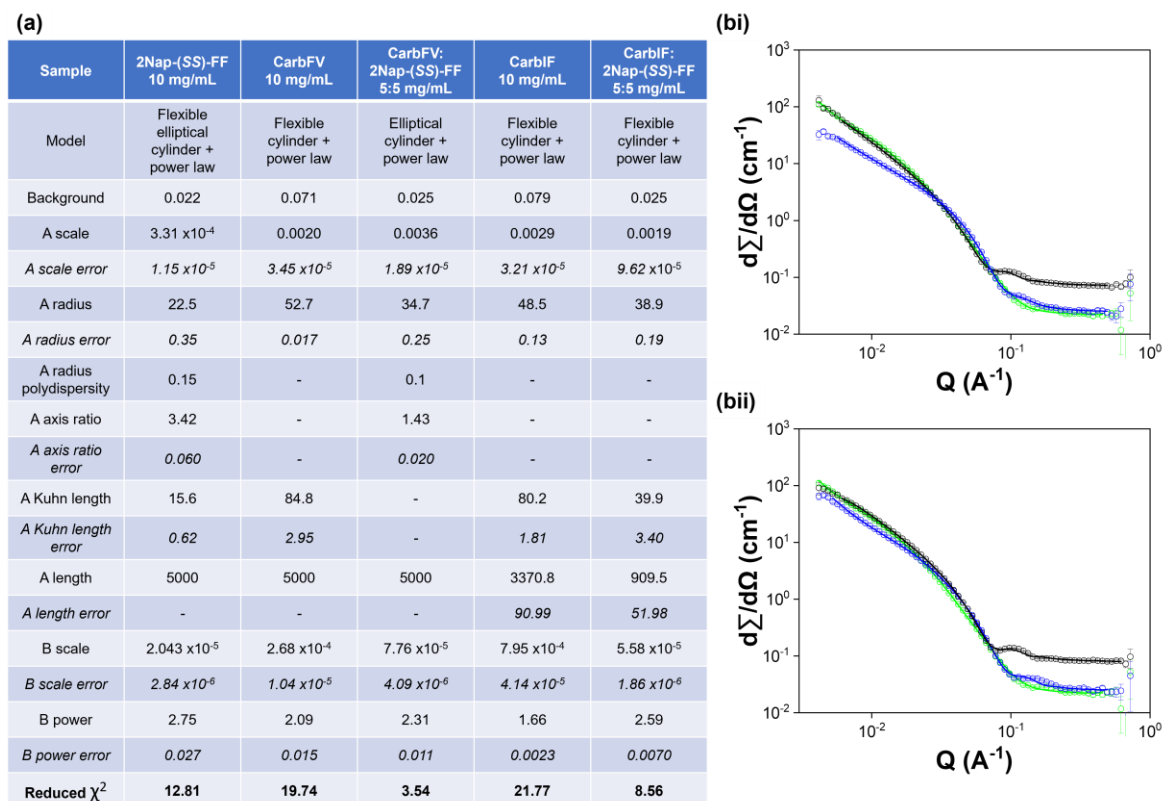 (a)
Sample 2Nap-(SS)-FF 10 mg/mL CarbFV 10 mg/mL CarbFV: 2Nap-(SS)-FF 5:5 mg/mL CarbIF 10 mg/mL CarbIF: 2Nap-(SS)-FF 5:5 mg/mL
Model Flexible elliptical cylinder + power law Flexible cylinder + power law Elliptical cylinder + power law Flexible cylinder + power law Flexible cylinder + power law
Background 0.022 0.071 0.025 0.079 0.025
A scale 3.31 x10⁻⁴ 0.0020 0.0036 0.0029 0.0019
A scale error 1.15 x10⁻⁵ 3.45 x10⁻⁵ 1.89 x10⁻⁵ 3.21 x10⁻⁵ 9.62 x10⁻⁵
A radius 22.5 52.7 34.7 48.5 38.9
A radius error 0.35 0.017 0.25 0.13 0.19
A radius polydispersity 0.15 - 0.1 - -
A axis ratio 3.42 - 1.43 - -
A axis ratio error 0.060 - 0.020 - -
A Kuhn length 15.6 84.8 - 80.2 39.9
A Kuhn length error 0.62 2.95 - 1.81 3.40
A length 5000 5000 5000 3370.8 909.5
A length error - - - 90.99 51.98
B scale 2.043 x10⁻⁵ 2.68 x10⁻⁴ 7.76 x10⁻⁵ 7.95 x10⁻⁴ 5.58 x10⁻⁵
B scale error 2.84 x10⁻⁶ 1.04 x10⁻⁵ 4.09 x10⁻⁶ 4.14 x10⁻⁵ 1.86 x10⁻⁶
B power 2.75 2.09 2.31 1.66 2.59
B power error 0.027 0.015 0.011 0.0023 0.0070
Reduced χ² 12.81 19.74 3.54 21.77 8.56
(bi)
dΣ/dΩ (cm⁻¹)
10³
10²
10¹
10⁰
10⁻¹
10⁻²
10⁻² 10⁻¹ 10⁰
Q (A⁻¹)
(bii)
dΣ/dΩ (cm⁻¹)
10³
10²
10¹
10⁰
10⁻¹
10⁻²
10⁻² 10⁻¹ 10⁰
Q (A⁻¹)